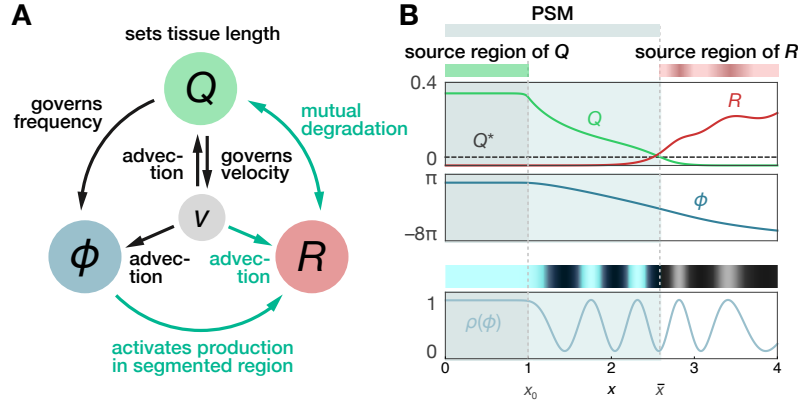 A
sets tissue length
Q
governs
frequency
mutual
degradation
advec-
tion
governs
velocity
v
ϕ
advec-
tion
advec-
tion
R
activates production
in segmented region
B
PSM
source region of Q
source region of R
0.4
Q
R
Q*
0
π
ϕ
−8π
1
ρ(ϕ)
0
0 1 2 3 4
x₀ x x̄